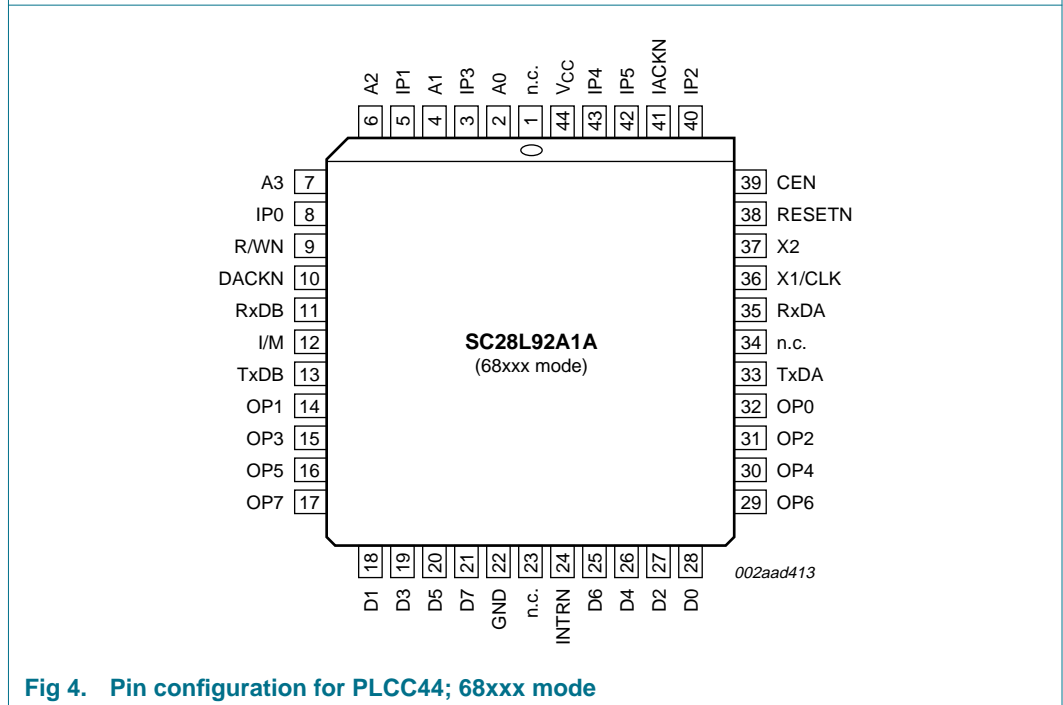 A2 IP1 A1 IP3 A0 n.c. VCC IP4 IP5 IACKN IP2
6 5 4 3 2 1 44 43 42 41 40
A3 7
IP0 8
R/WN 9
DACKN 10
RxDB 11
I/M 12
TxDB 13
OP1 14
OP3 15
OP5 16
OP7 17
SC28L92A1A
(68xxx mode)
39 CEN
38 RESETN
37 X2
36 X1/CLK
35 RxDA
34 n.c.
33 TxDA
32 OP0
31 OP2
30 OP4
29 OP6
18 19 20 21 22 23 24 25 26 27 28
D1 D3 D5 D7 GND n.c. INTRN D6 D4 D2 D0
002aad413
Fig 4. Pin configuration for PLCC44; 68xxx mode